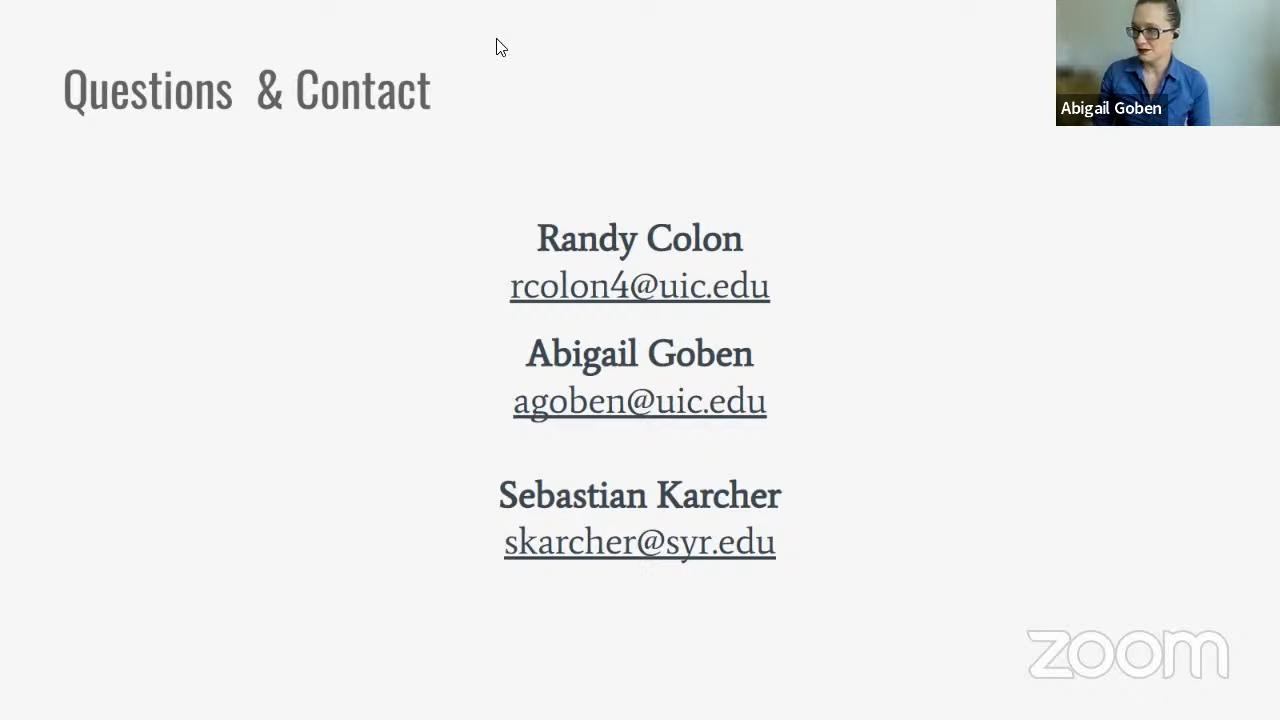 Questions & Contact
Abigail Goben
Randy Colon
rcolon4@uic.edu
Abigail Goben
agoben@uic.edu
Sebastian Karcher
skarcher@syr.edu
zoom